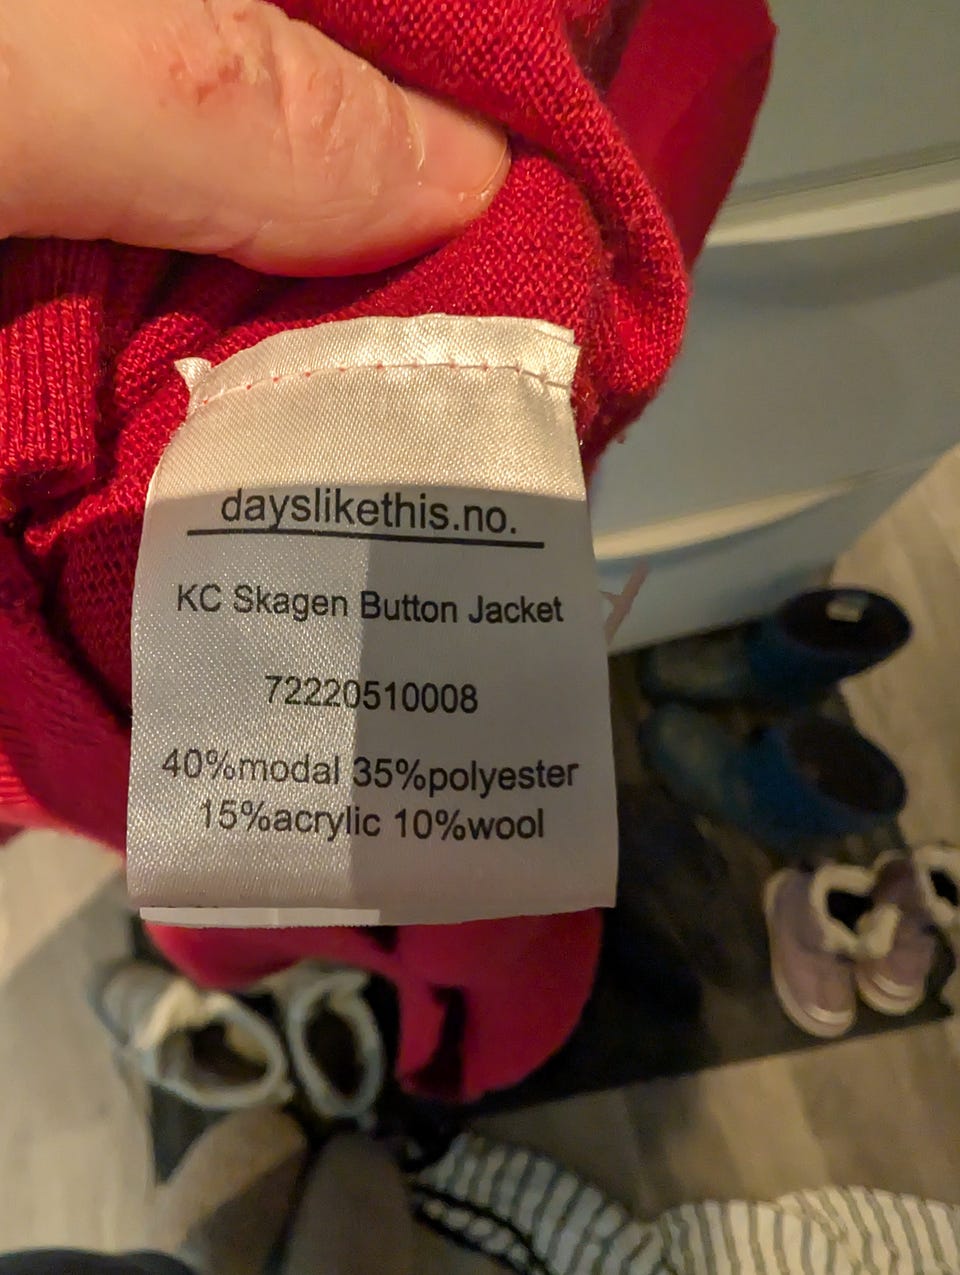 dayslikethis.no.
KC Skagen Button Jacket
72220510008
40%modal 35%polyester
15%acrylic 10%wool